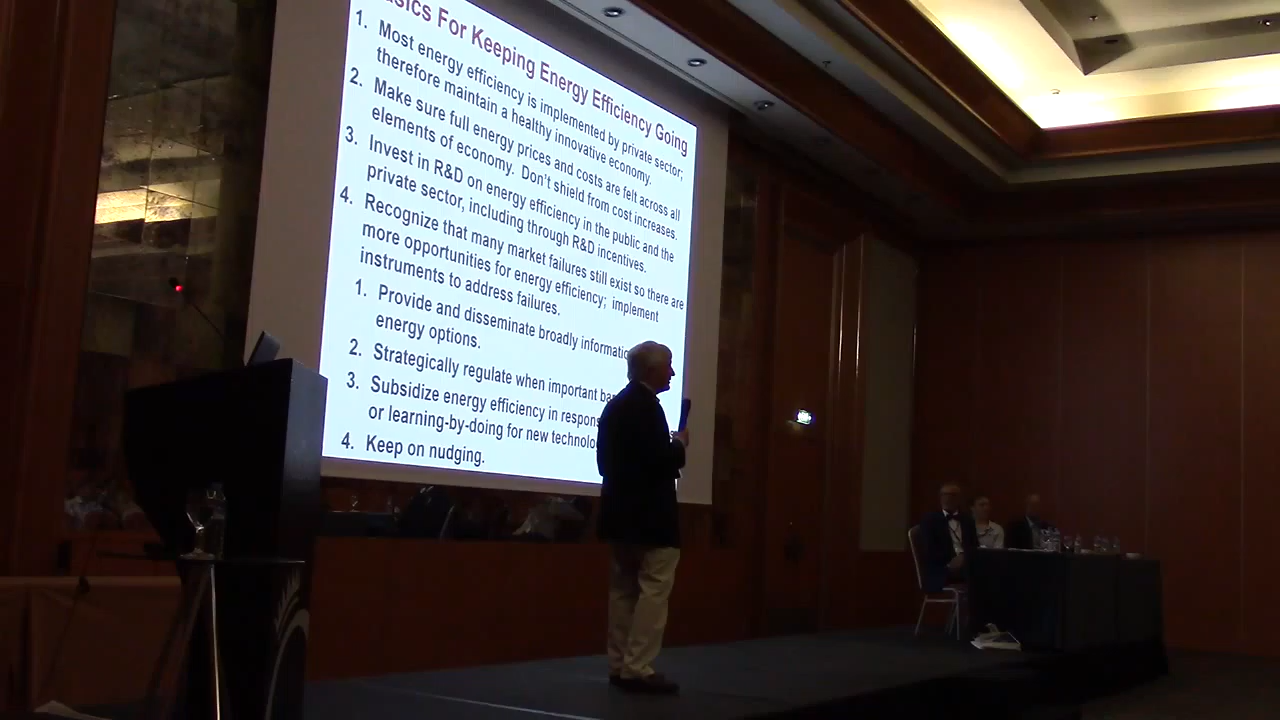 sics For Keeping Energy Efficiency Going
1. Most energy efficiency is implemented by private sector;
therefore maintain a healthy innovative economy.
2. Make sure full energy prices and costs are felt across all
elements of economy. Don't shield from cost increases.
3. Invest in R&D on energy efficiency in the public and the
private sector, including through R&D incentives.
4. Recognize that many market failures still exist so there are
more opportunities for energy efficiency; implement
instruments to address failures.
1. Provide and disseminate broadly informatio
energy options.
2. Strategically regulate when important ba
3. Subsidize energy efficiency in respons
or learning-by-doing for new technolo
4. Keep on nudging.